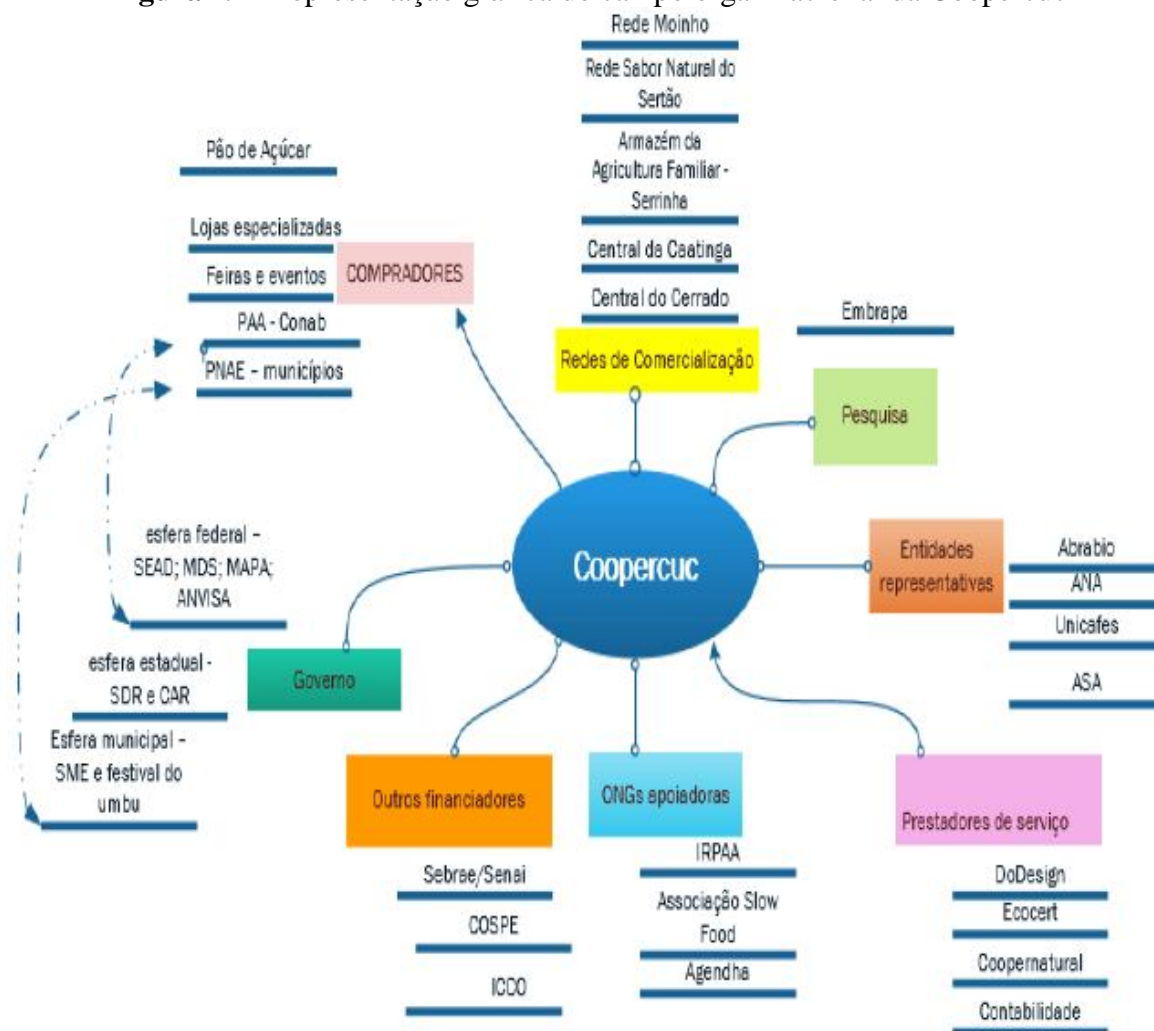 Rede Moinho
Rede Sabor Natural do
Sertão
Armazém da
Agricultura Familiar -
Serrinha
Central da Caatinga
Central do Cerrado
Redes de Comercialização
Pão de Açúcar
Lojas especializadas
Feiras e eventos
PAA - Conab
PNAE – municípios
COMPRADORES
Embrapa
Pesquisa
Coopercuc
Entidades
representativas
Abrabio
ANA
Unicafes
ASA
esfera federal –
SEAD; MDS; MAPA;
ANVISA
esfera estadual -
SDR e CAR
Esfera municipal –
SME e festival do
umbu
Governo
Outros financiadores
Sebrae/Senai
COSPE
ONGs apoiadoras
IRPAA
Associação Slow
Food
Agendha
Prestadores de serviço
DoDesign
Ecocert
Coopernatural
Contabilidade